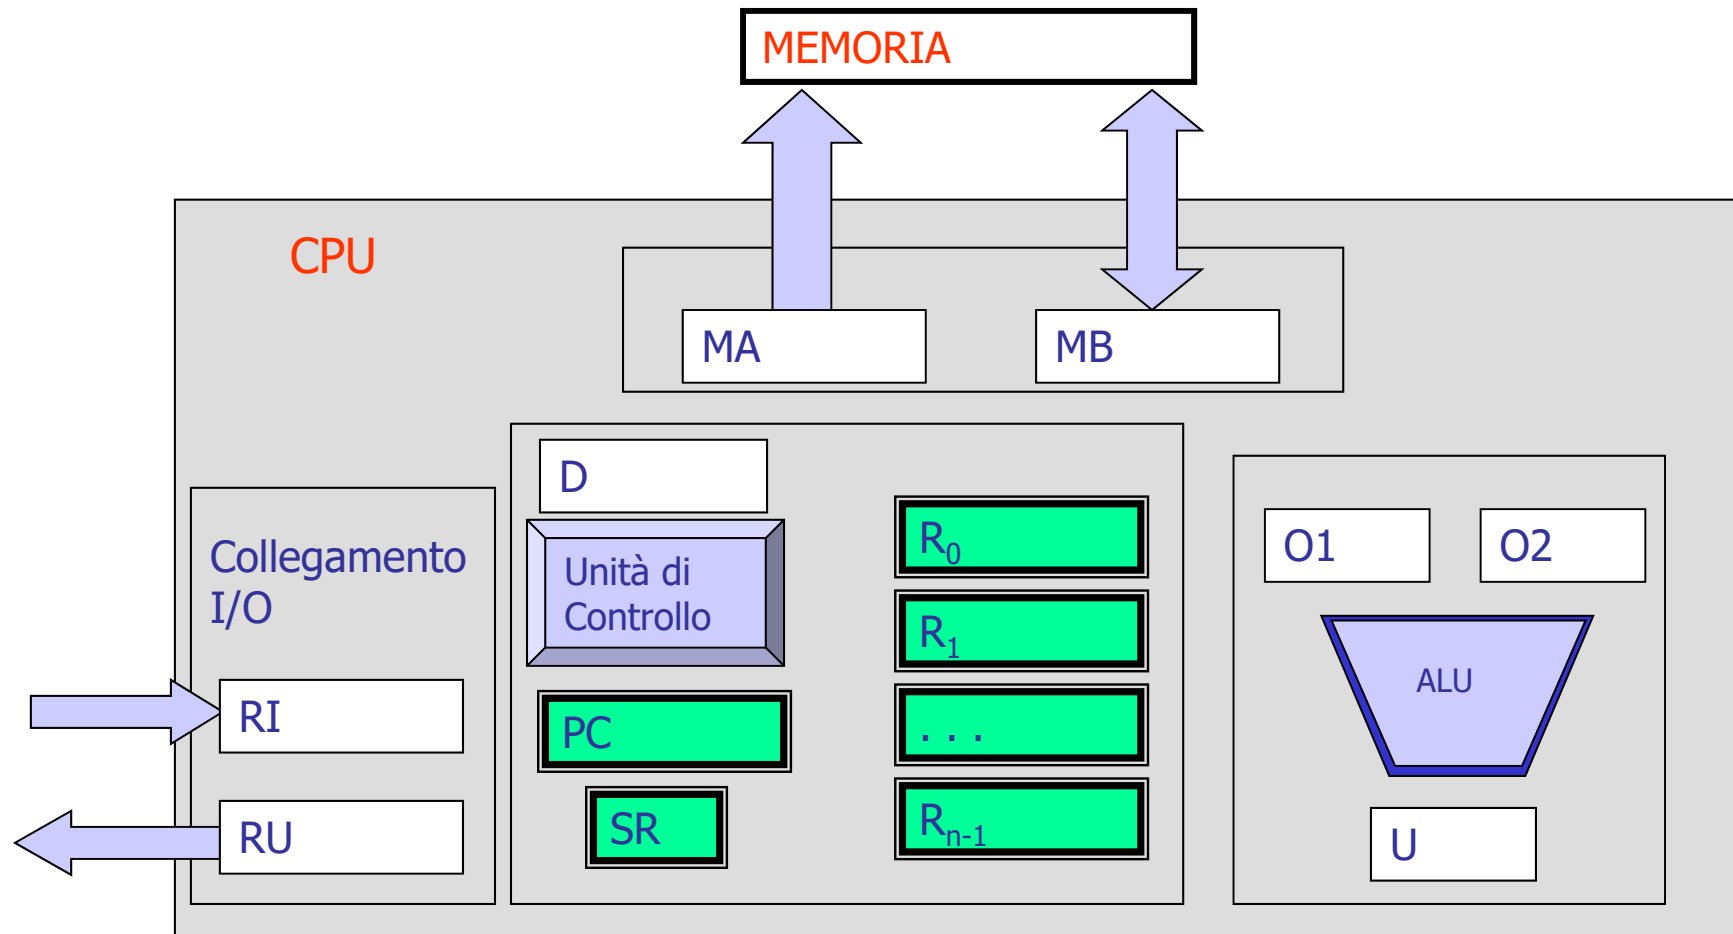 MEMORIA
CPU
MA
MB
D
Unità di
Controllo
PC
SR
R0
R1
. . .
Rn-1
Collegamento
I/O
RI
RU
O1
O2
ALU
U